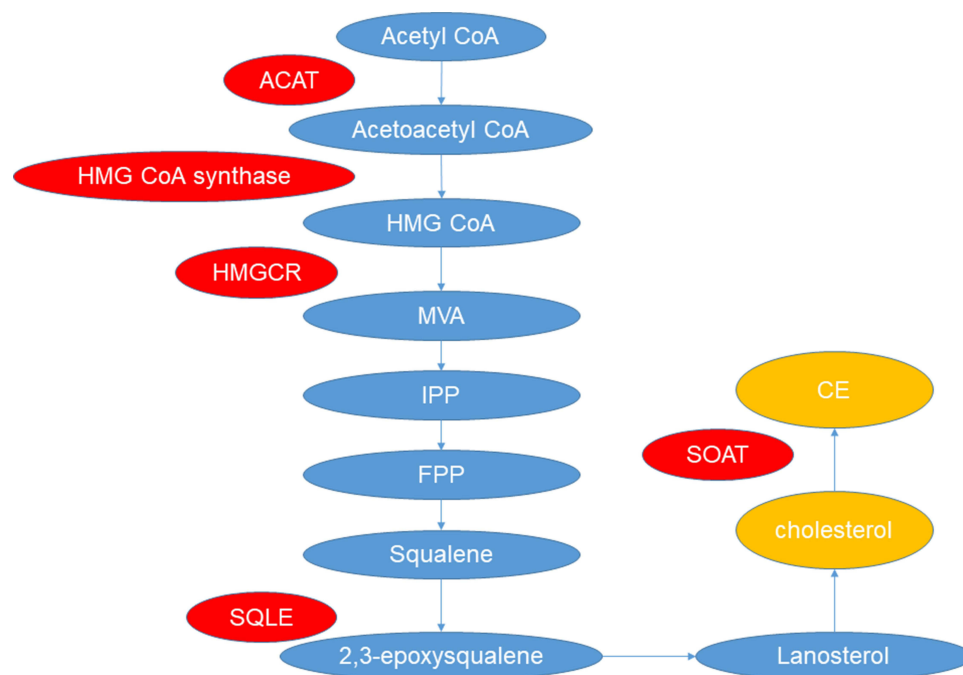 Acetyl CoA
ACAT
Acetoacetyl CoA
HMG CoA synthase
HMG CoA
HMGCR
MVA
IPP
FPP
Squalene
SQLE
2,3-epoxysqualene
Lanosterol
cholesterol
SOAT
CE